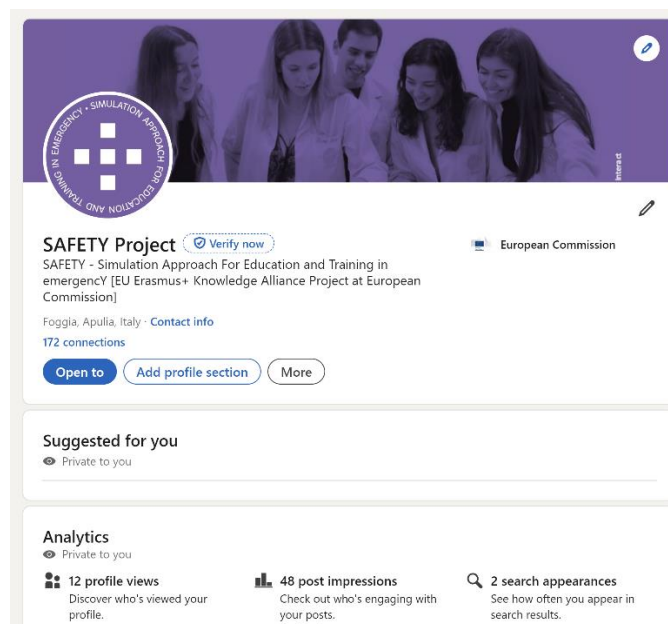 Interact
SIMULATION APPROACH FOR EDUCATION AND TRAINING IN EMERGENCY •
SAFETY Project Verify now
European Commission
SAFETY - Simulation Approach For Education and Training in
emergencY [EU Erasmus+ Knowledge Alliance Project at European
Commission]
Foggia, Apulia, Italy · Contact info
172 connections
Open to Add profile section More
Suggested for you
Private to you
Analytics
Private to you
12 profile views 48 post impressions 2 search appearances
Discover who's viewed your Check out who's engaging with See how often you appear in
profile. your posts. search results.